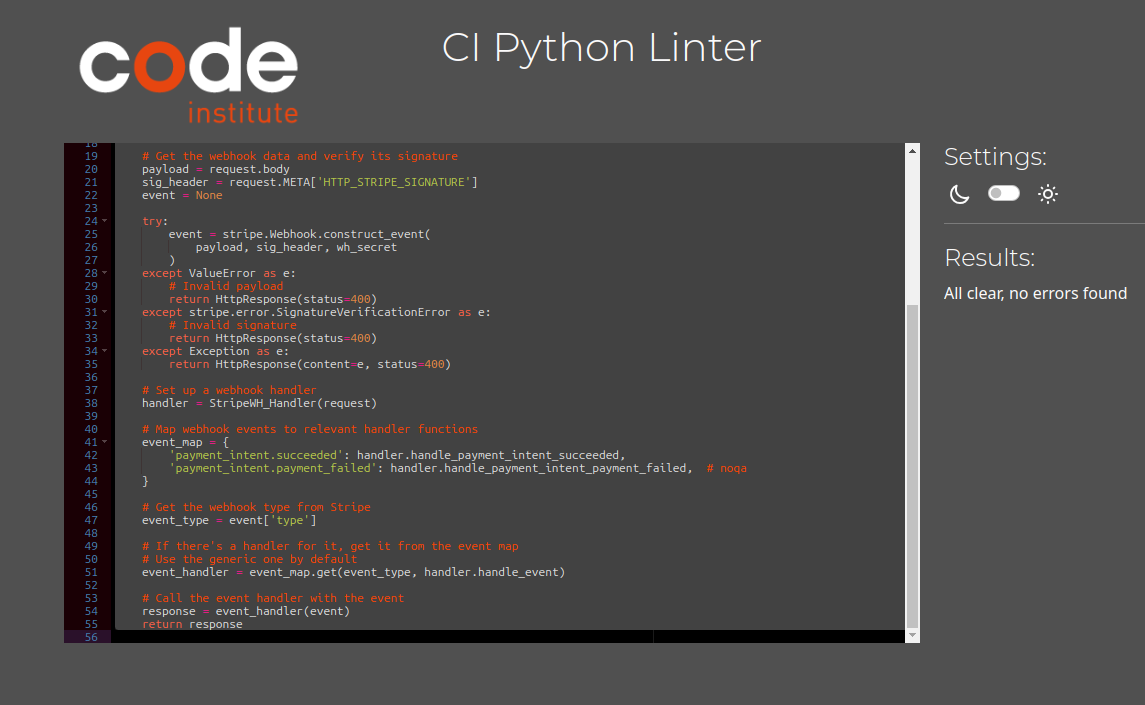 code
institute
CI Python Linter
18
19 # Get the webhook data and verify its signature
20 payload = request.body
21 sig_header = request.META['HTTP_STRIPE_SIGNATURE']
22 event = None
23
24 try:
25 event = stripe.Webhook.construct_event(
26 payload, sig_header, wh_secret
27 )
28 except ValueError as e:
29 # Invalid payload
30 return HttpResponse(status=400)
31 except stripe.error.SignatureVerificationError as e:
32 # Invalid signature
33 return HttpResponse(status=400)
34 except Exception as e:
35 return HttpResponse(content=e, status=400)
36
37 # Set up a webhook handler
38 handler = StripeWH_Handler(request)
39
40 # Map webhook events to relevant handler functions
41 event_map = {
42 'payment_intent.succeeded': handler.handle_payment_intent_succeeded,
43 'payment_intent.payment_failed': handler.handle_payment_intent_payment_failed,  # noqa
44 }
45
46 # Get the webhook type from Stripe
47 event_type = event['type']
48
49 # If there's a handler for it, get it from the event map
50 # Use the generic one by default
51 event_handler = event_map.get(event_type, handler.handle_event)
52
53 # Call the event handler with the event
54 response = event_handler(event)
55 return response
56
Settings:
Results:
All clear, no errors found